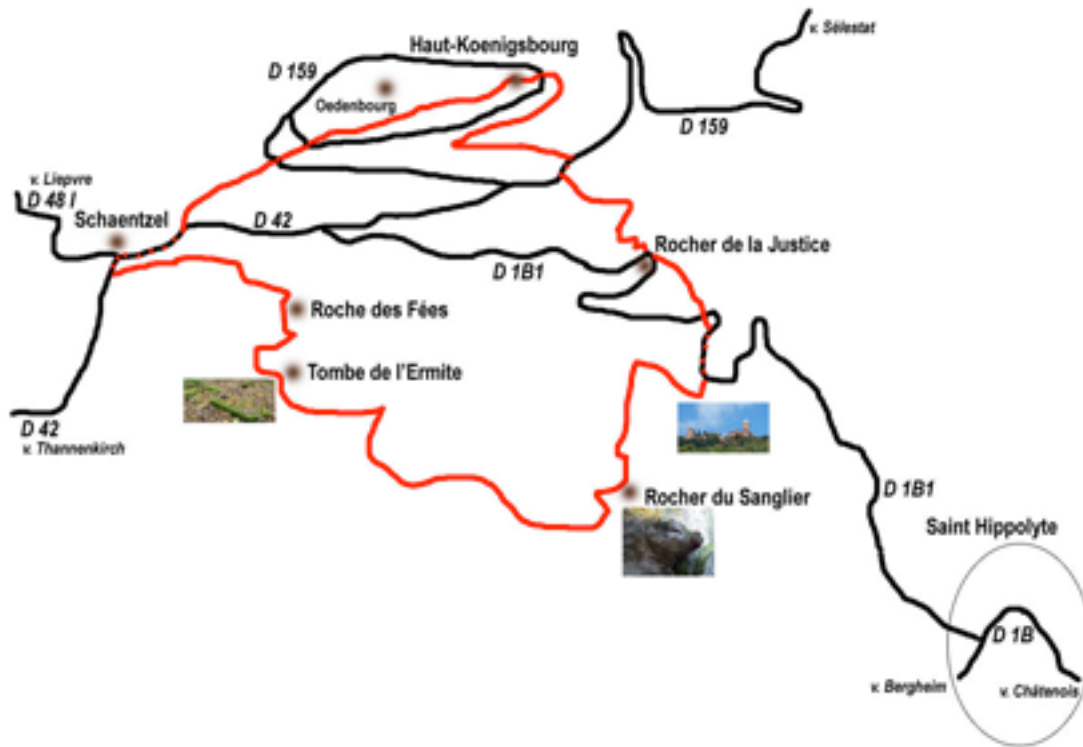 v. Sélestat
Haut-Koenigsbourg
D 159
Oedenbourg
D 159
v. Liepvre
D 48 I
Schaentzel
D 42
Rocher de la Justice
D 1B1
Roche des Fées
Tombe de l'Ermite
D 42
v. Thannenkirch
D 1B1
Rocher du Sanglier
Saint Hippolyte
D 1B
v. Bergheim
v. Châtenois